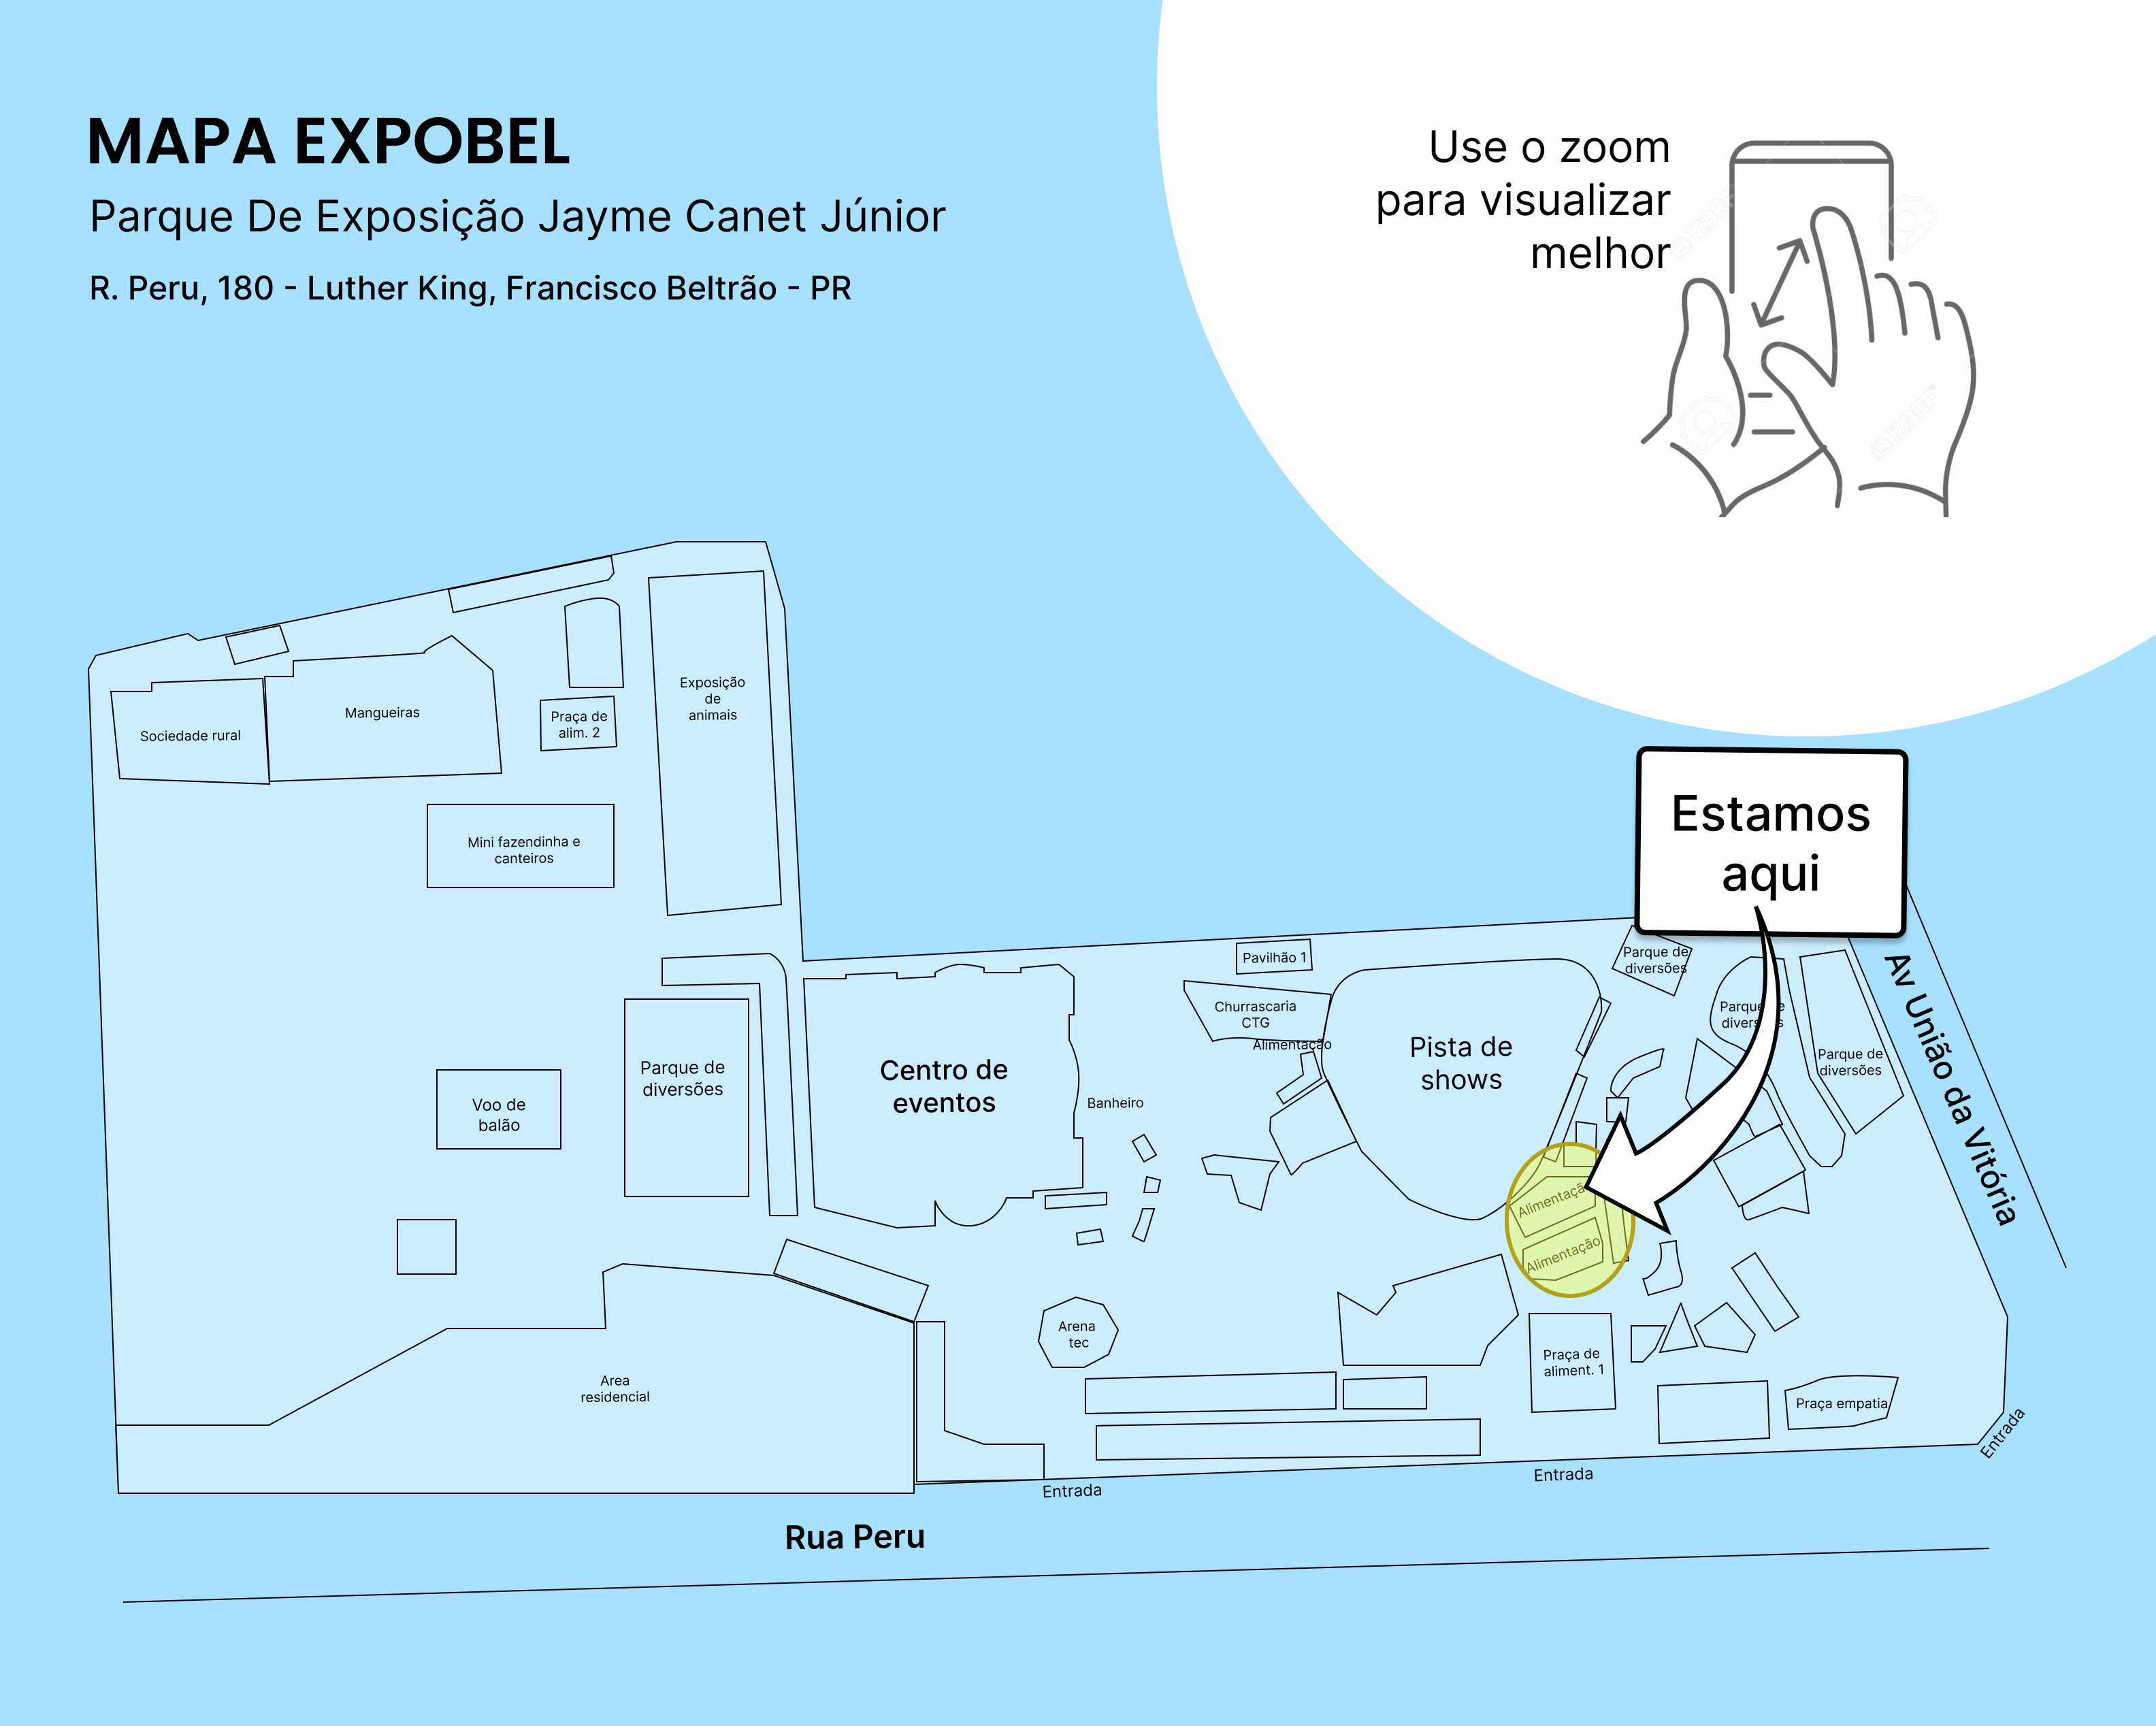 MAPA EXPOBEL
Parque De Exposição Jayme Canet Júnior
R. Peru, 180 - Luther King, Francisco Beltrão - PR
Use o zoom
para visualizar
melhor
123RF
123RF
Estamos
aqui
Sociedade rural
Mangueiras
Praça de
alim. 2
Exposição
de
animais
Mini fazendinha e
canteiros
Voo de
balão
Parque de
diversões
Centro de
eventos
Banheiro
Pavilhão 1
Churrascaria
CTG
Alimentação
Pista de
shows
Parque de
diversões
Parque de
diversões
Parque de
diversões
Av União da Vitória
Alimentação
Alimentação
Arena
tec
Praça de
aliment. 1
Praça empatia
Area
residencial
Entrada
Entrada
Entrada
Rua Peru